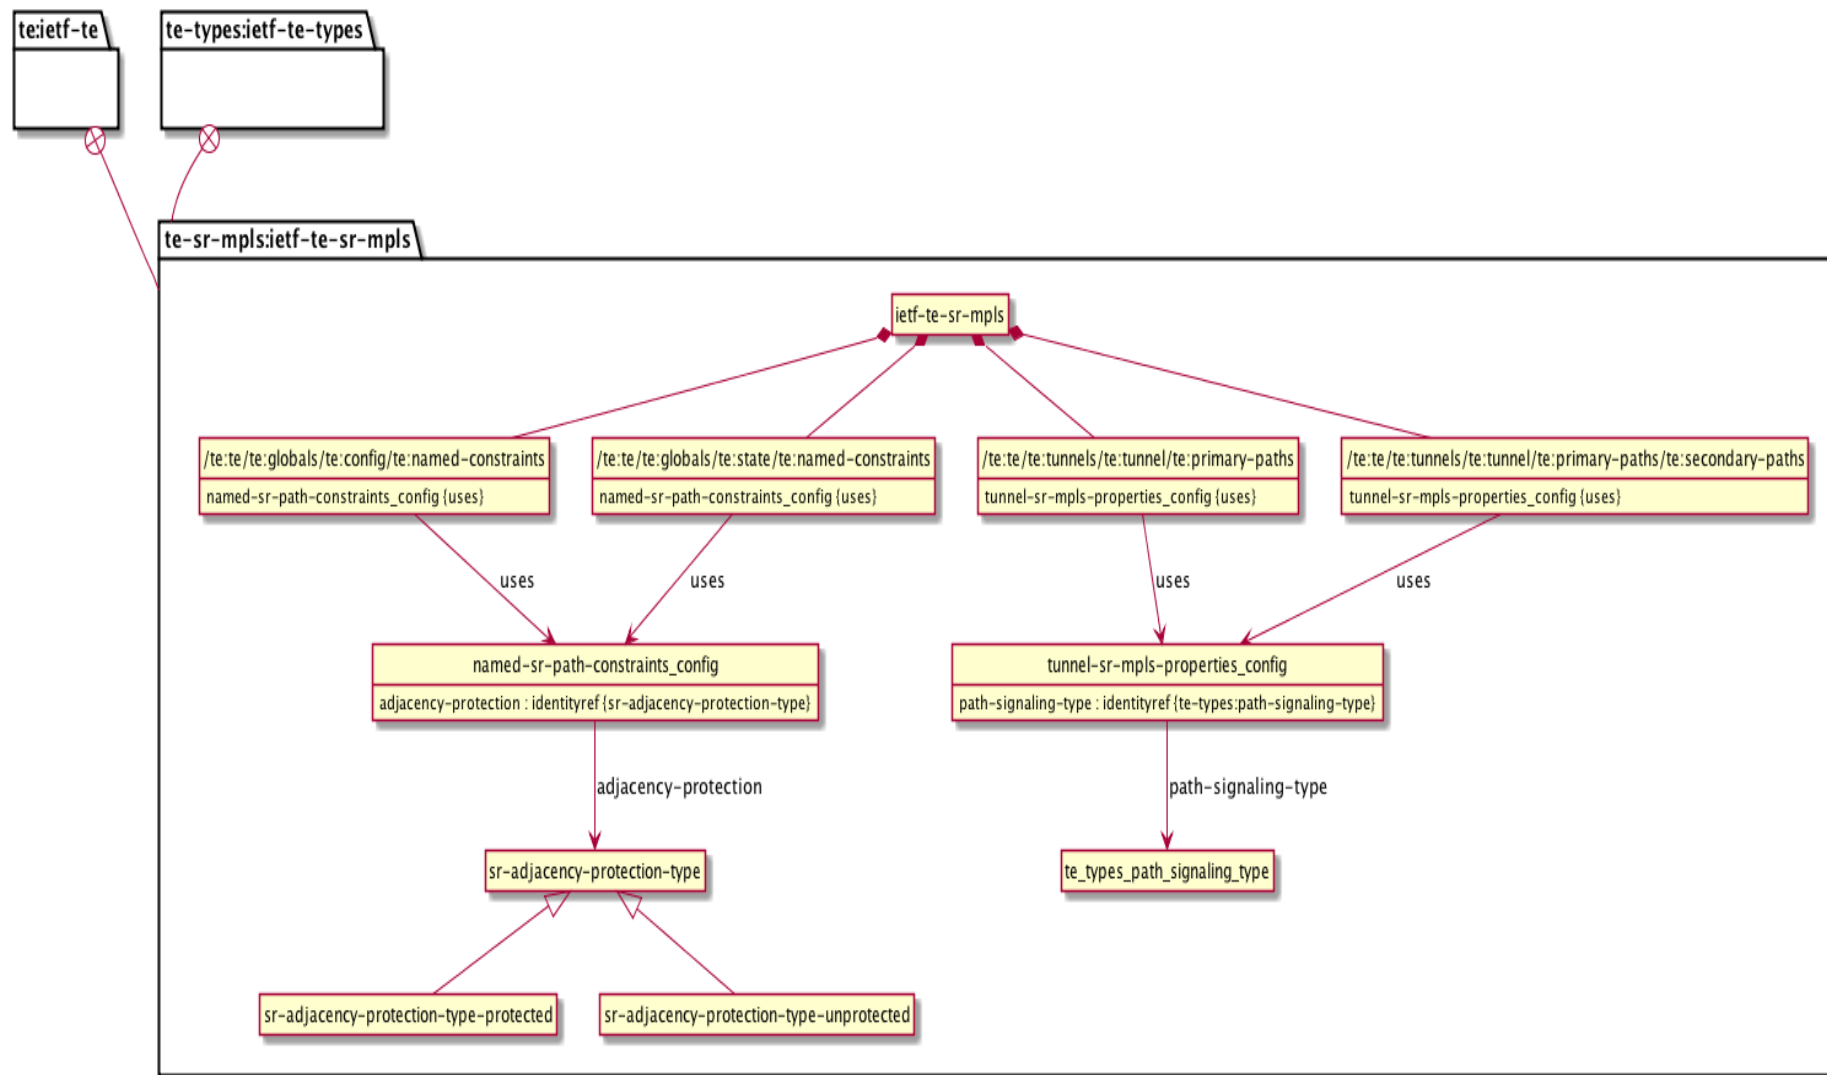 te:ietf-te
te-types:ietf-te-types
te-sr-mpls:ietf-te-sr-mpls
ietf-te-sr-mpls
/te:te/te:globals/te:config/te:named-constraints
named-sr-path-constraints_config {uses}
/te:te/te:globals/te:state/te:named-constraints
named-sr-path-constraints_config {uses}
/te:te/te:tunnels/te:tunnel/te:primary-paths
tunnel-sr-mpls-properties_config {uses}
/te:te/te:tunnels/te:tunnel/te:primary-paths/te:secondary-paths
tunnel-sr-mpls-properties_config {uses}
uses
uses
uses
uses
named-sr-path-constraints_config
adjacency-protection : identityref {sr-adjacency-protection-type}
tunnel-sr-mpls-properties_config
path-signaling-type : identityref {te-types:path-signaling-type}
adjacency-protection
path-signaling-type
sr-adjacency-protection-type
te_types_path_signaling_type
sr-adjacency-protection-type-protected
sr-adjacency-protection-type-unprotected